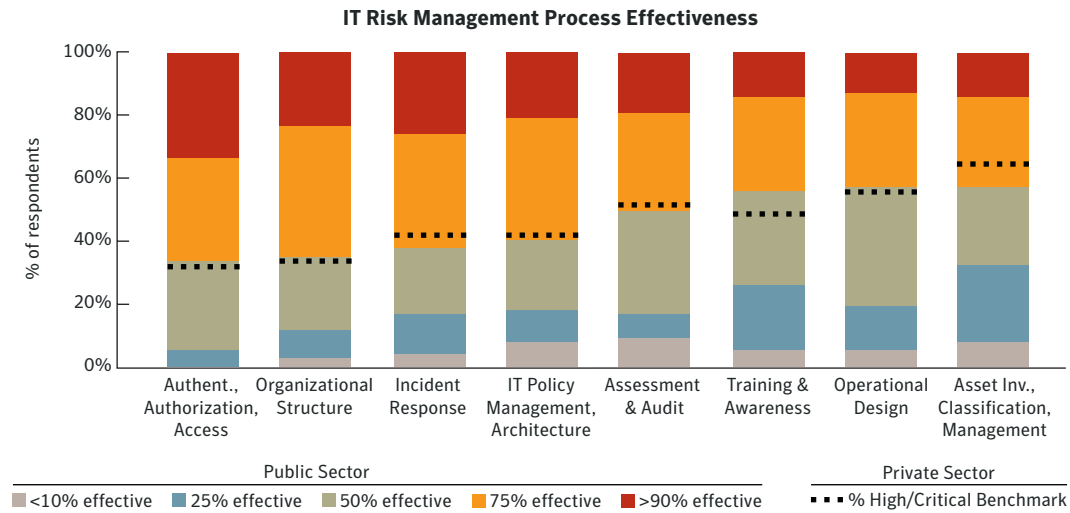 IT Risk Management Process Effectiveness
100%
80%
60%
40%
20%
0%
% of respondents
Authent.,
Authorization,
Access
Organizational
Structure
Incident
Response
IT Policy
Management,
Architecture
Assessment
& Audit
Training &
Awareness
Operational
Design
Asset Inv.,
Classification,
Management
Public Sector
<10% effective
25% effective
50% effective
75% effective
>90% effective
Private Sector
% High/Critical Benchmark